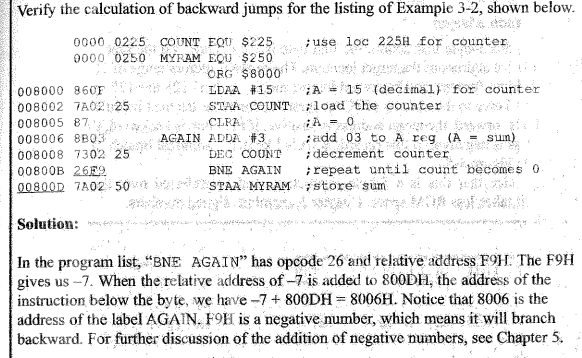 Verify the calculation of backward jumps for the listing of Example 3-2, shown below.
0000 0225 COUNT EQU $225 ;use loc 225H for counter
0000 0250 MYRAM EQU $250
ORG $8000
008000 860F LDAA #15 ;A = 15 (decimal) for counter
008002 7A02 25 STAA COUNT ;load the counter
008005 87 CLRA ;A = 0
008006 8B03 AGAIN ADDA #3 ;add 03 to A reg (A = sum)
008008 7302 25 DEC COUNT ;decrement counter
00800B 26F9 BNE AGAIN ;repeat until count becomes 0
00800D 7A02 50 STAA MYRAM ;store sum
Solution:
In the program list, “BNE AGAIN” has opcode 26 and relative address F9H. The F9H
gives us –7. When the relative address of –7 is added to 800DH, the address of the
instruction below the byte, we have –7 + 800DH = 8006H. Notice that 8006 is the
address of the label AGAIN. F9H is a negative number, which means it will branch
backward. For further discussion of the addition of negative numbers, see Chapter 5.